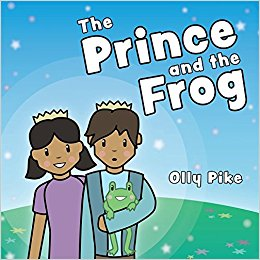 The
Prince
and the
Frog
Olly Pike